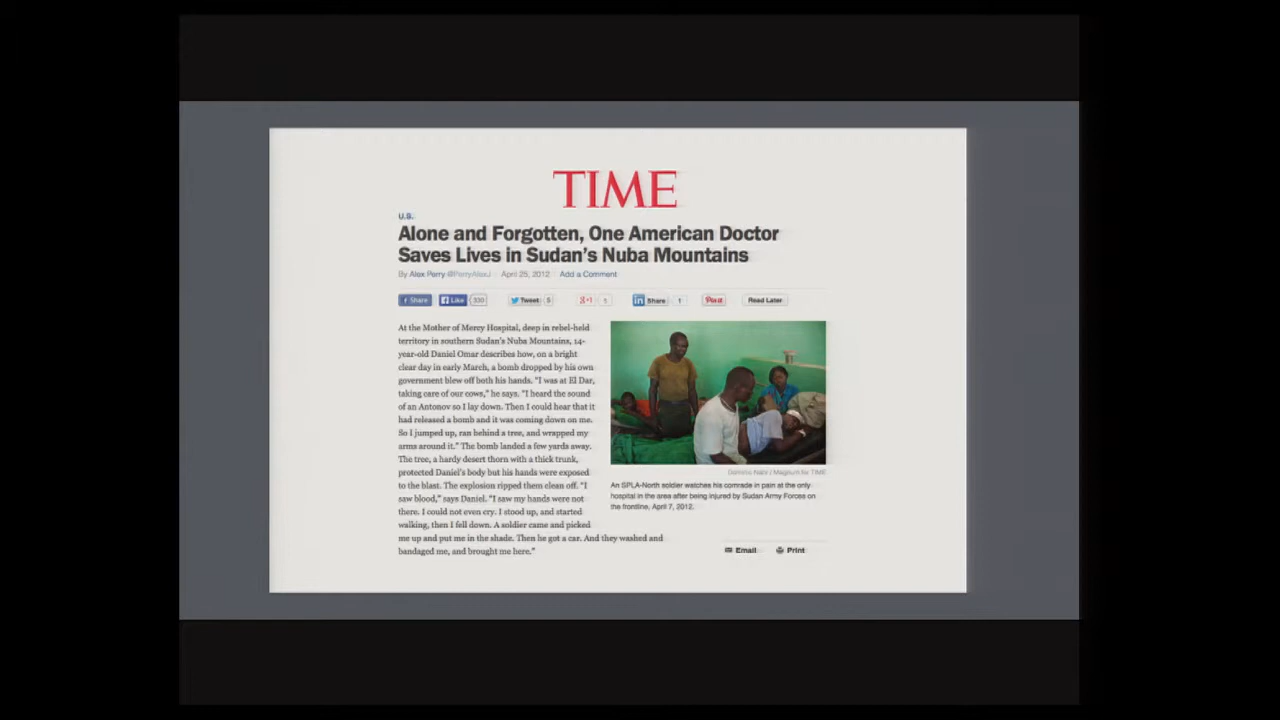 TIME
U.S.
Alone and Forgotten, One American Doctor
Saves Lives in Sudan's Nuba Mountains
By Alex Perry @PerryAlexJ April 25, 2012 Add a Comment
Share Like 330 Tweet 5 +1 1 Share 1 Pin it Read Later
At the Mother of Mercy Hospital, deep in rebel-held
territory in southern Sudan's Nuba Mountains, 14-
year-old Daniel Omar describes how, on a bright
clear day in early March, a bomb dropped by his own
government blew off both his hands. "I was at El Dar,
taking care of our cows," he says. "I heard the sound
of an Antonov so I lay down. Then I could hear that it
had released a bomb and it was coming down on me.
So I jumped up, ran behind a tree, and wrapped my
arms around it." The bomb landed a few yards away.
The tree, a hardy desert thorn with a thick trunk,
protected Daniel's body but his hands were exposed
to the blast. The explosion ripped them clean off. "I
saw blood," says Daniel. "I saw my hands were not
there. I could not even cry. I stood up, and started
walking, then I fell down. A soldier came and picked
me up and put me in the shade. Then he got a car. And they washed and
bandaged me, and brought me here."
Dominic Nahr / Magnum for TIME
An SPLA-North soldier watches his comrade in pain at the only
hospital in the area after being injured by Sudan Army Forces on
the frontline, April 7, 2012.
Email Print